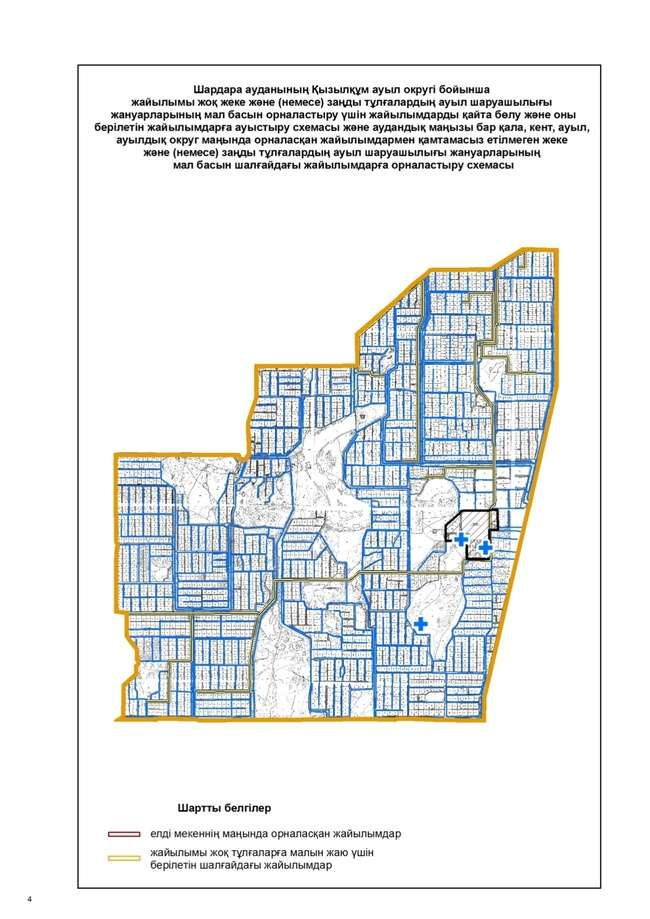 Шардара ауданының Қызылқұм ауыл округі бойынша
жайылымы жоқ жеке және (немесе) заңды тұлғалардың ауыл шаруашылығы
жануарларының мал басын орналастыру үшін жайылымдарды қайта бөлу және оны
берілетін жайылымдарға ауыстыру схемасы және аудандық маңызы бар қала, кент, ауыл,
ауылдық округ маңында орналасқан жайылымдармен қамтамасыз етілмеген жеке
және (немесе) заңды тұлғалардың ауыл шаруашылығы жануарларының
мал басын шалғайдағы жайылымдарға орналастыру схемасы
Шартты белгілер
елді мекеннің маңында орналасқан жайылымдар
жайылымы жоқ тұлғаларға малын жаю үшін
берілетін шалғайдағы жайылымдар
4